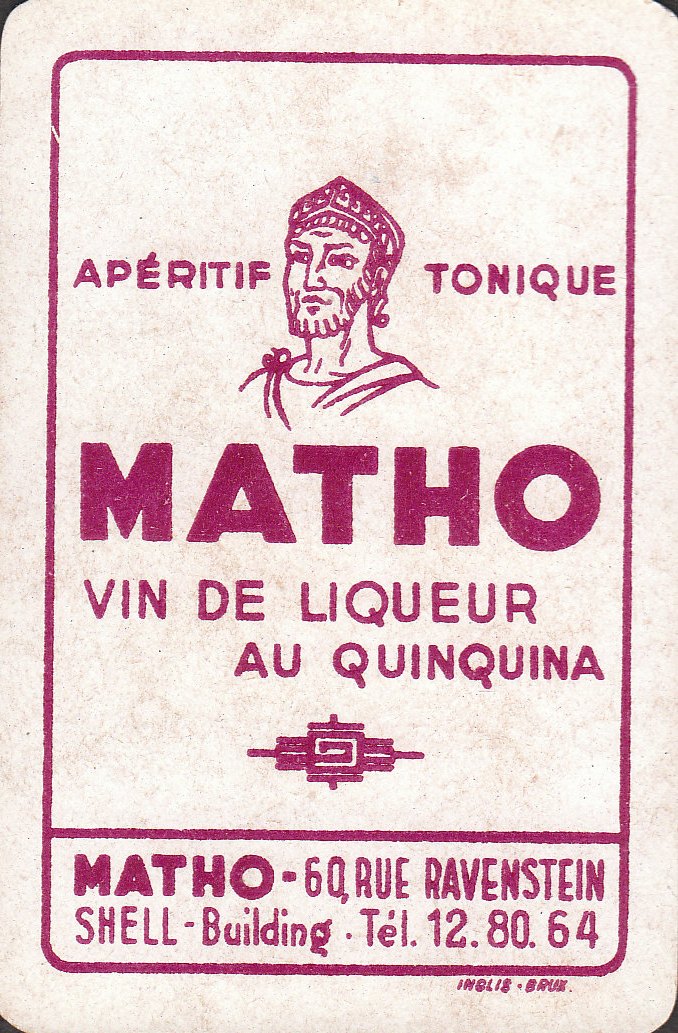 APÉRITIF TONIQUE
MATHO
VIN DE LIQUEUR
AU QUINQUINA
MATHO - 60, RUE RAVENSTEIN
SHELL - Building · Tél. 12. 80. 64
INGLIS · BRUX.